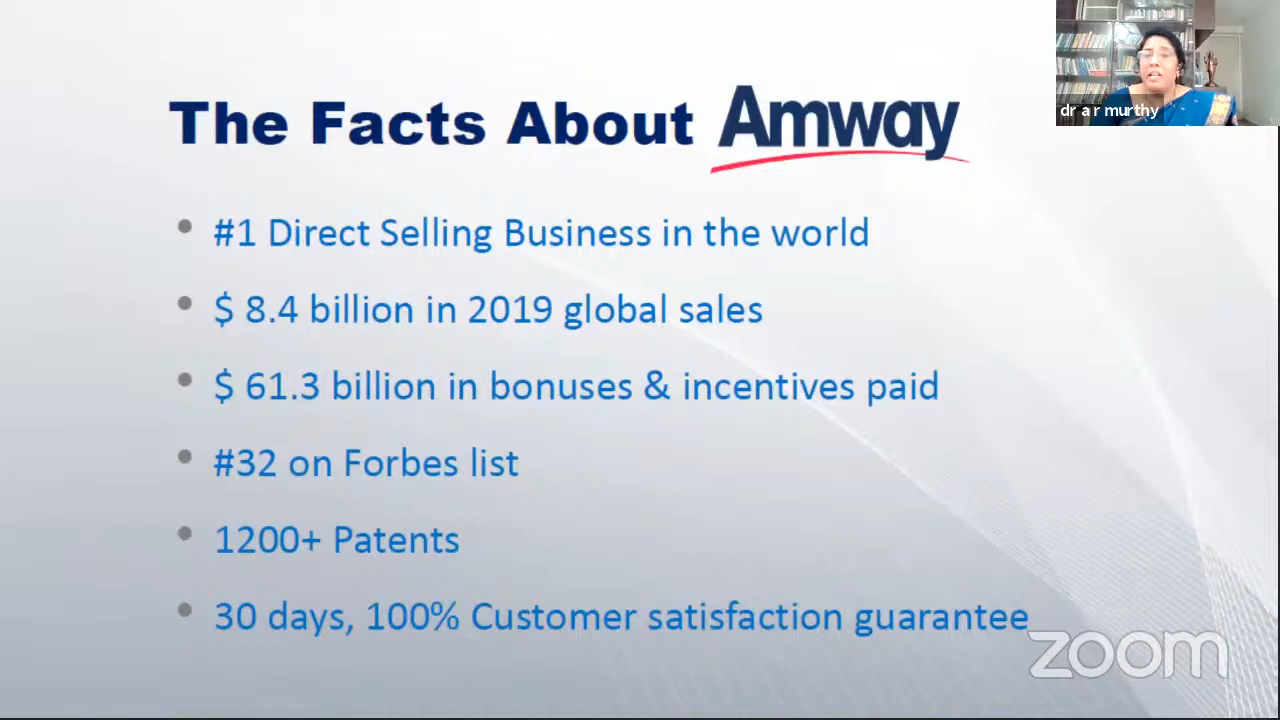 dr a r murthy
The Facts About Amway
• #1 Direct Selling Business in the world
• $ 8.4 billion in 2019 global sales
• $ 61.3 billion in bonuses & incentives paid
• #32 on Forbes list
• 1200+ Patents
• 30 days, 100% Customer satisfaction guarantee
zoom